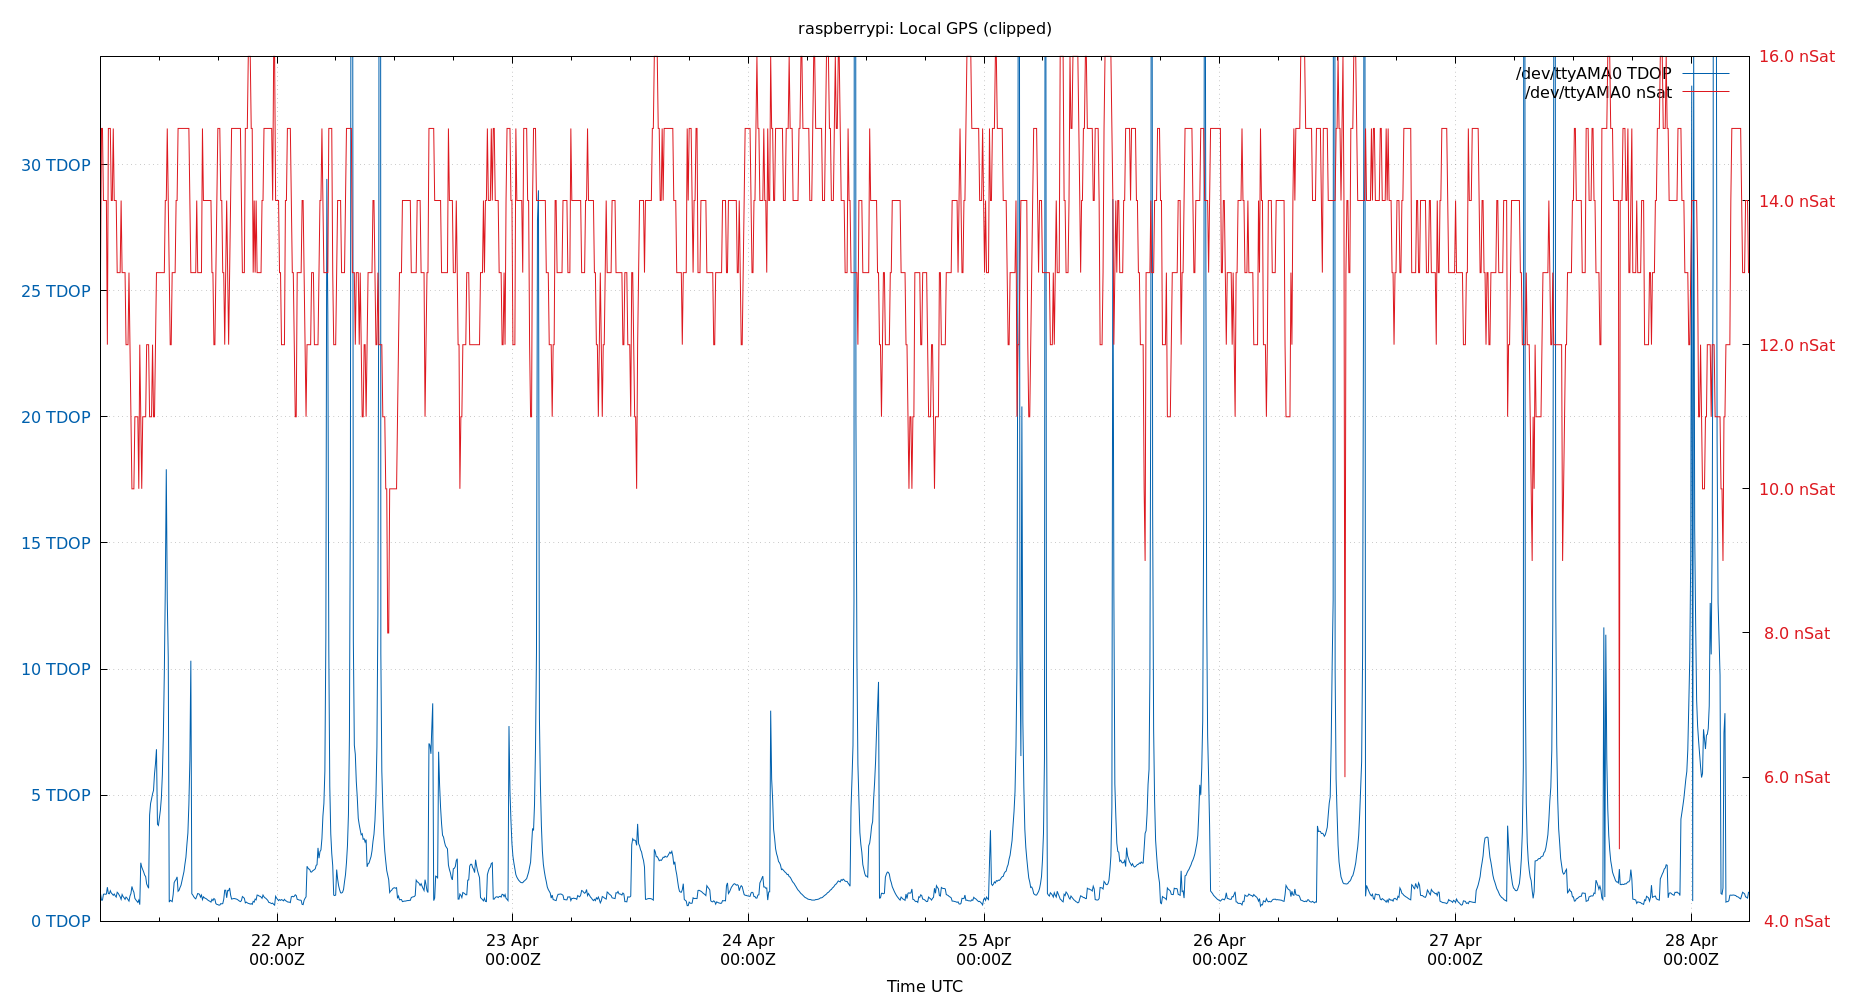 raspberrypi: Local GPS (clipped)
16.0 nSat
/dev/ttyAMA0 TDOP
/dev/ttyAMA0 nSat
30 TDOP
14.0 nSat
25 TDOP
12.0 nSat
20 TDOP
10.0 nSat
15 TDOP
8.0 nSat
10 TDOP
6.0 nSat
5 TDOP
0 TDOP
4.0 nSat
22 Apr 23 Apr 24 Apr 25 Apr 26 Apr 27 Apr 28 Apr
00:00Z 00:00Z 00:00Z 00:00Z 00:00Z 00:00Z 00:00Z
Time UTC